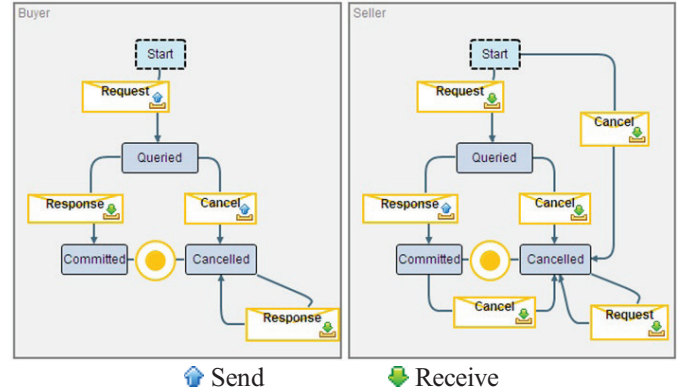 Buyer
Start
Request
Queried
Response
Cancel
Committed
Cancelled
Response
Seller
Start
Request
Cancel
Queried
Response
Cancel
Committed
Cancelled
Cancel
Request
Send
Receive